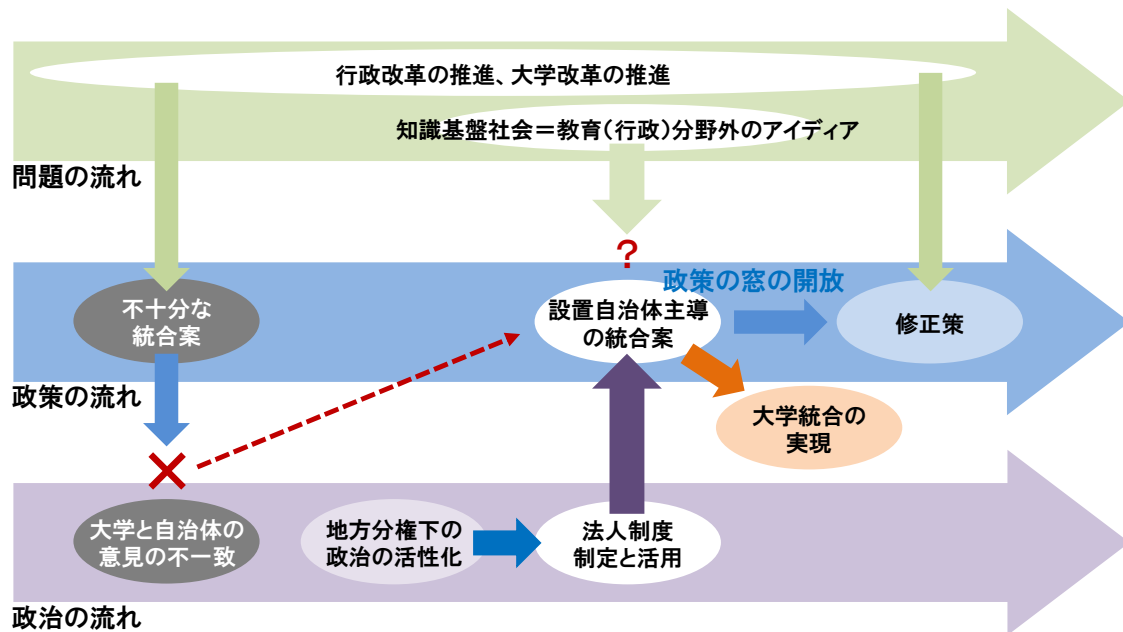 行政改革の推進、大学改革の推進
知識基盤社会＝教育（行政）分野外のアイディア
問題の流れ
？
政策の窓の開放
不十分な
統合案
設置自治体主導
の統合案
修正策
政策の流れ
大学統合の
実現
大学と自治体の
意見の不一致
地方分権下の
政治の活性化
法人制度
制定と活用
政治の流れ